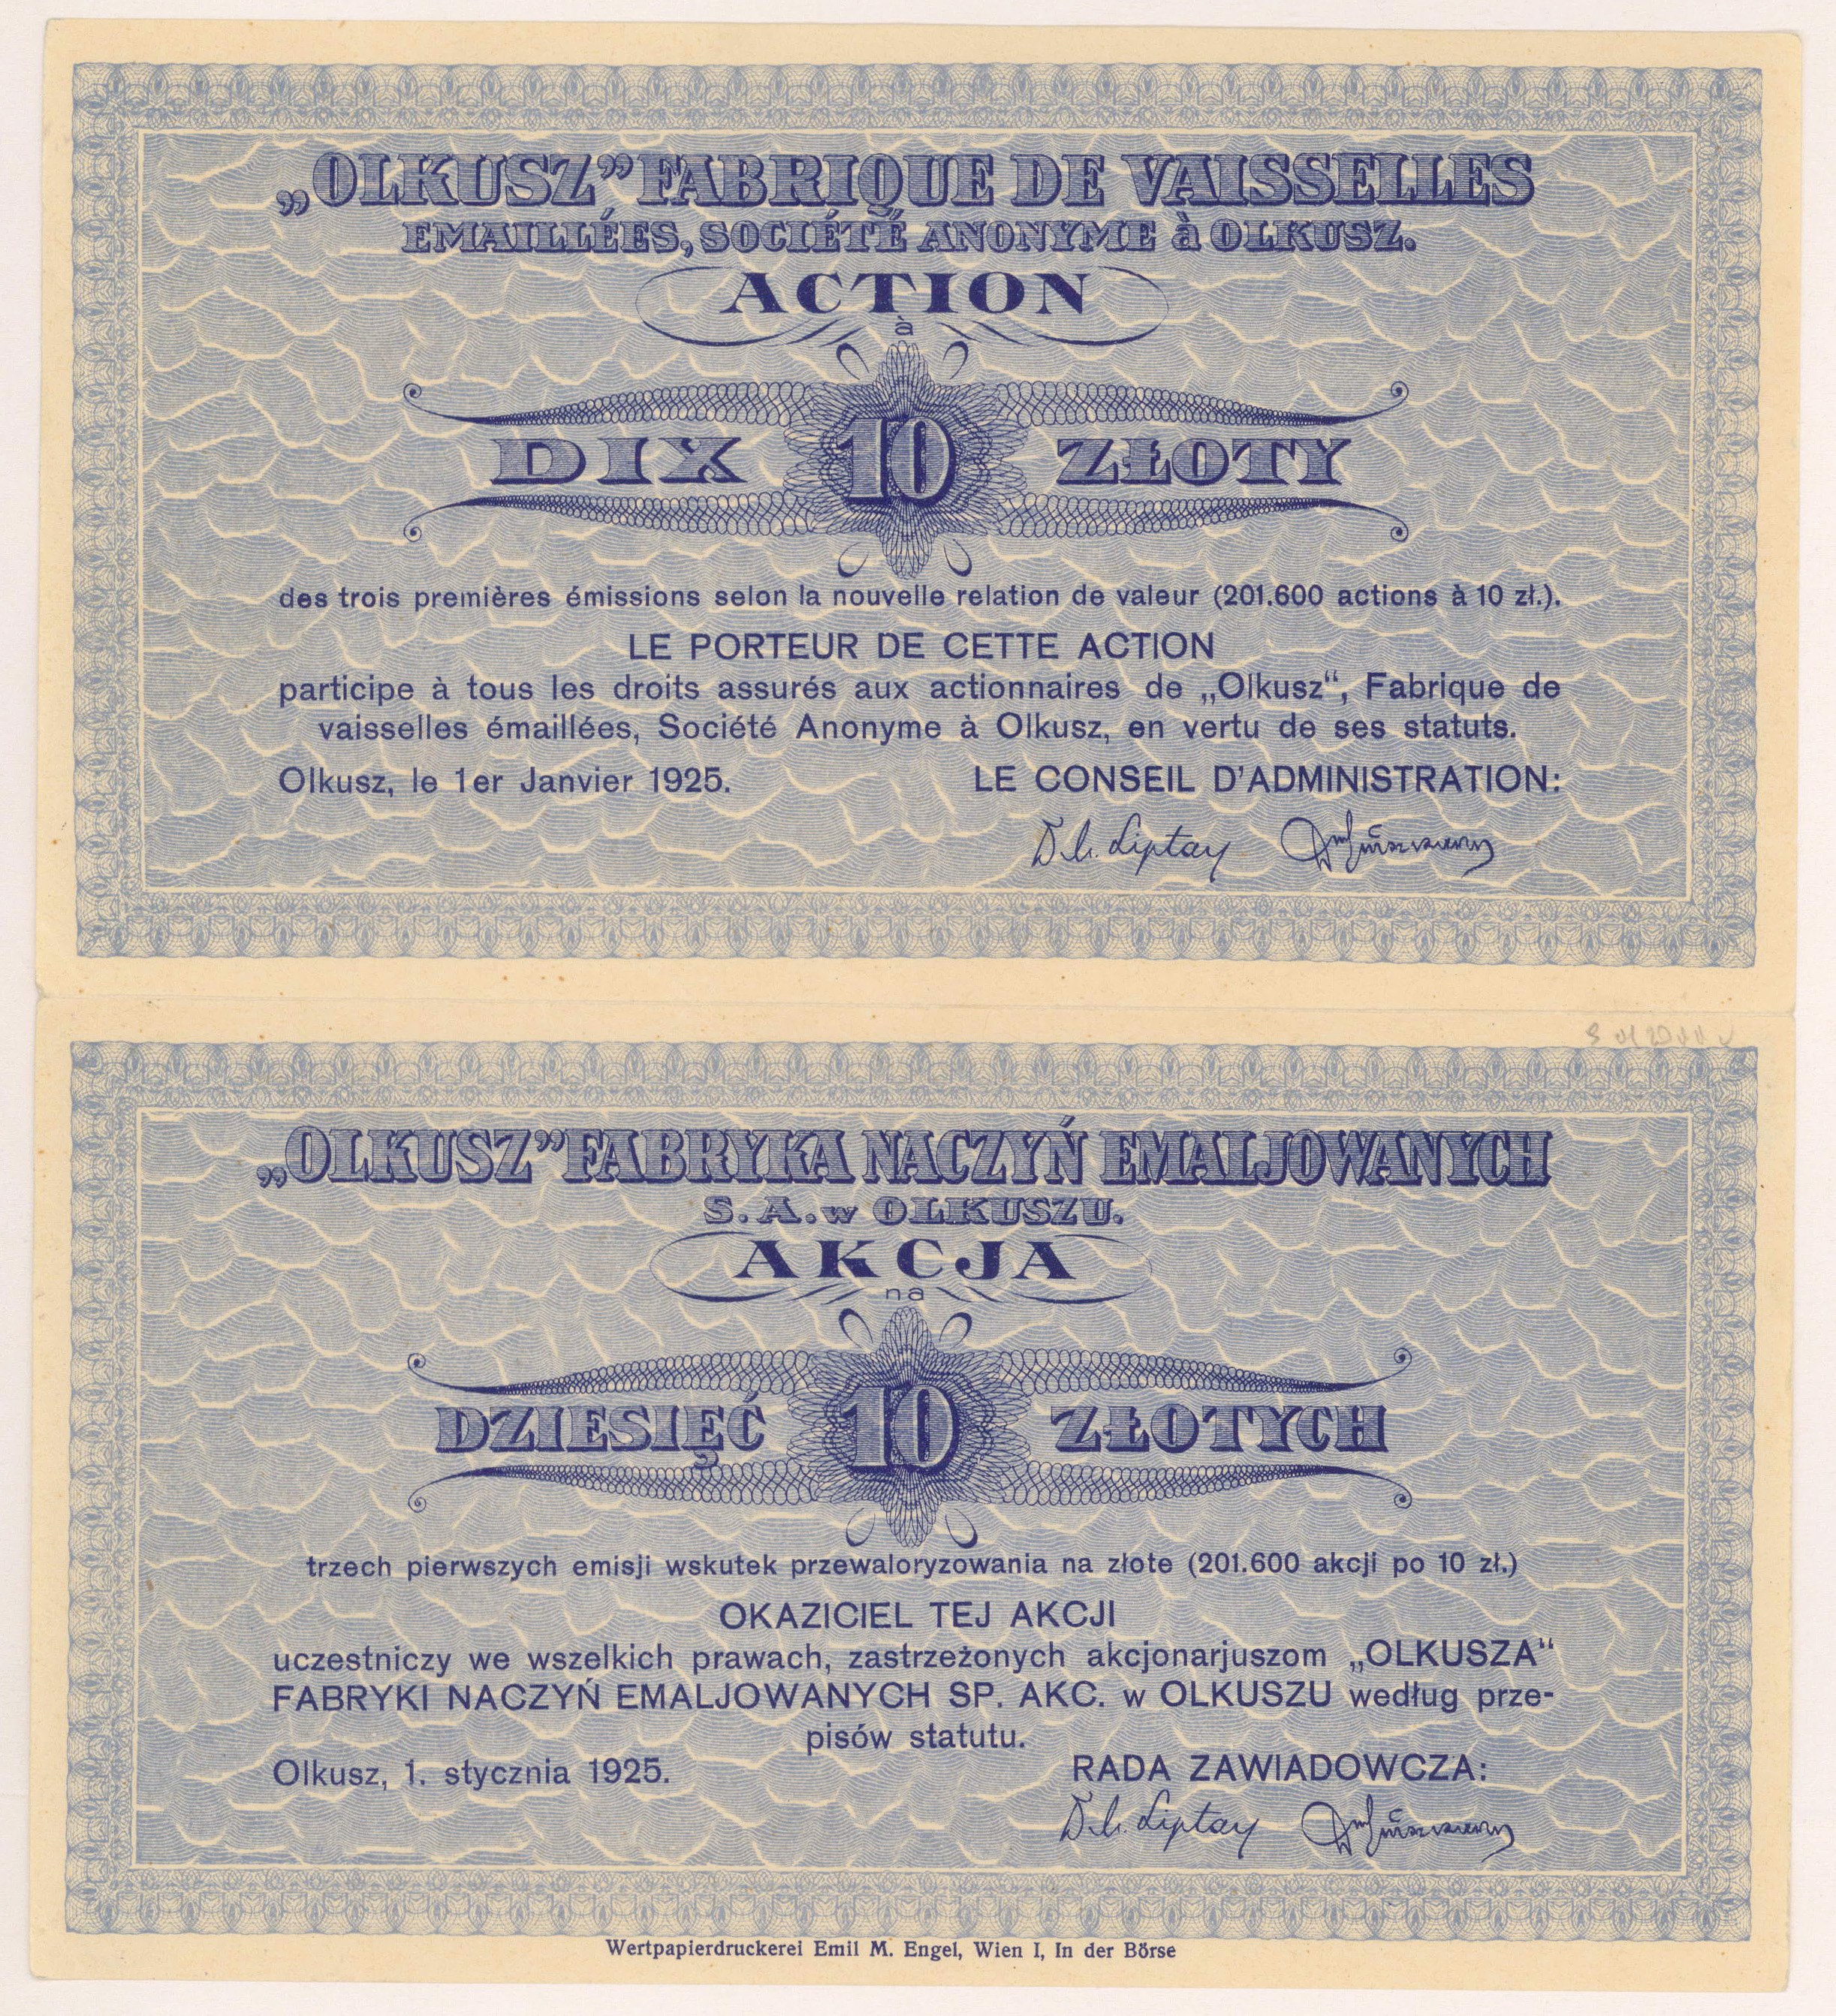 „OLKUSZ” FABRIQUE DE VAISSELLES
EMAILLÉES, SOCIÉTÉ ANONYME à OLKUSZ.
ACTION
à
DIX 10 ZŁOTY
des trois premières émissions selon la nouvelle relation de valeur (201.600 actions à 10 zł.).
LE PORTEUR DE CETTE ACTION
participe à tous les droits assurés aux actionnaires de „Olkusz“, Fabrique de
vaisselles émaillées, Société Anonyme à Olkusz, en vertu de ses statuts.
Olkusz, le 1er Janvier 1925. LE CONSEIL D'ADMINISTRATION:
Liptay
„OLKUSZ” FABRYKA NACZYŃ EMALJOWANYCH
S. A. w OLKUSZU.
AKCJA
na
DZIESIĘĆ 10 ZŁOTYCH
trzech pierwszych emisji wskutek przewaloryzowania na złote (201.600 akcji po 10 zł.)
OKAZICIEL TEJ AKCJI
uczestniczy we wszelkich prawach, zastrzeżonych akcjonarjuszom „OLKUSZA“
FABRYKI NACZYŃ EMALJOWANYCH SP. AKC. w OLKUSZU według prze-
pisów statutu.
Olkusz, 1. stycznia 1925. RADA ZAWIADOWCZA:
Liptay
Wertpapierdruckerei Emil M. Engel, Wien I, In der Börse